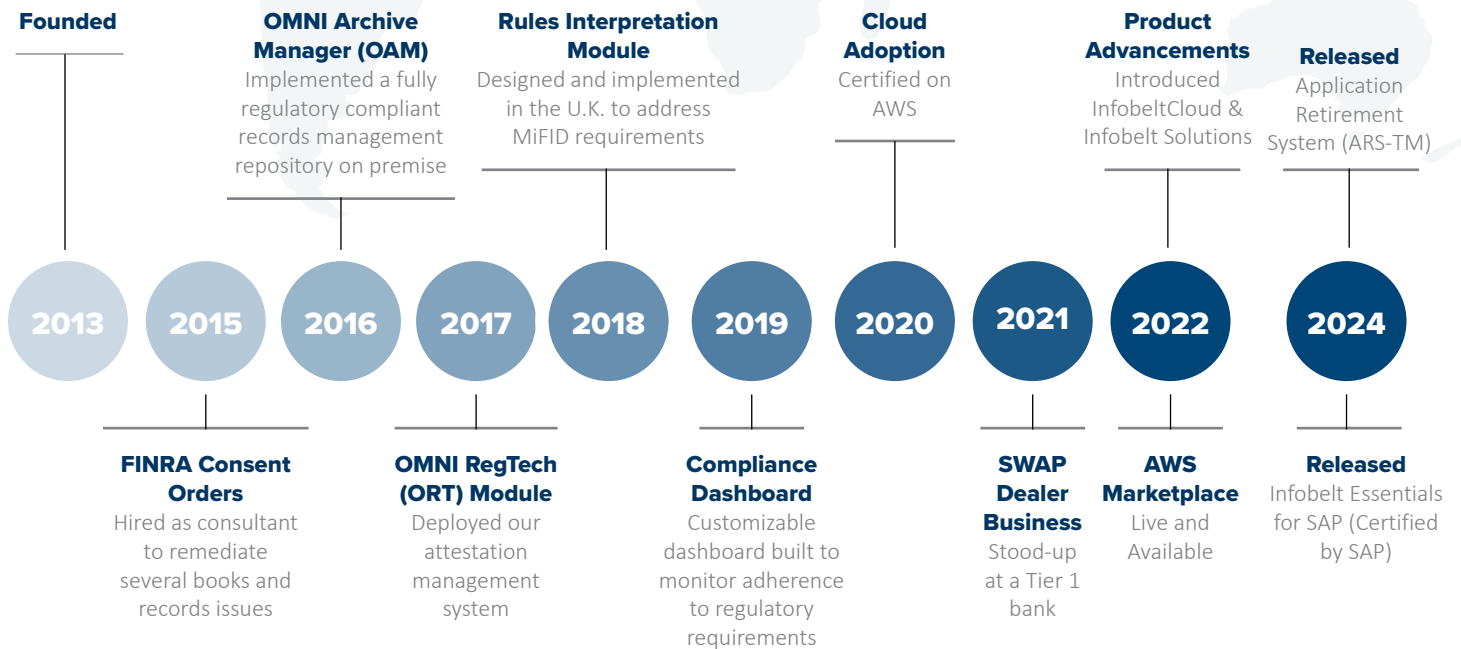 Founded
OMNI Archive
Manager (OAM)
Implemented a fully
regulatory compliant
records management
repository on premise
Rules Interpretation
Module
Designed and implemented
in the U.K. to address
MiFID requirements
Cloud
Adoption
Certified on
AWS
Product
Advancements
Introduced
InfobeltCloud &
Infobelt Solutions
Released
Application
Retirement
System (ARS-TM)
2013
2015
2016
2017
2018
2019
2020
2021
2022
2024
FINRA Consent
Orders
Hired as consultant
to remediate
several books and
records issues
OMNI RegTech
(ORT) Module
Deployed our
attestation
management
system
Compliance
Dashboard
Customizable
dashboard built to
monitor adherence
to regulatory
requirements
SWAP
Dealer
Business
Stood-up
at a Tier 1
bank
AWS
Marketplace
Live and
Available
Released
Infobelt Essentials
for SAP (Certified
by SAP)